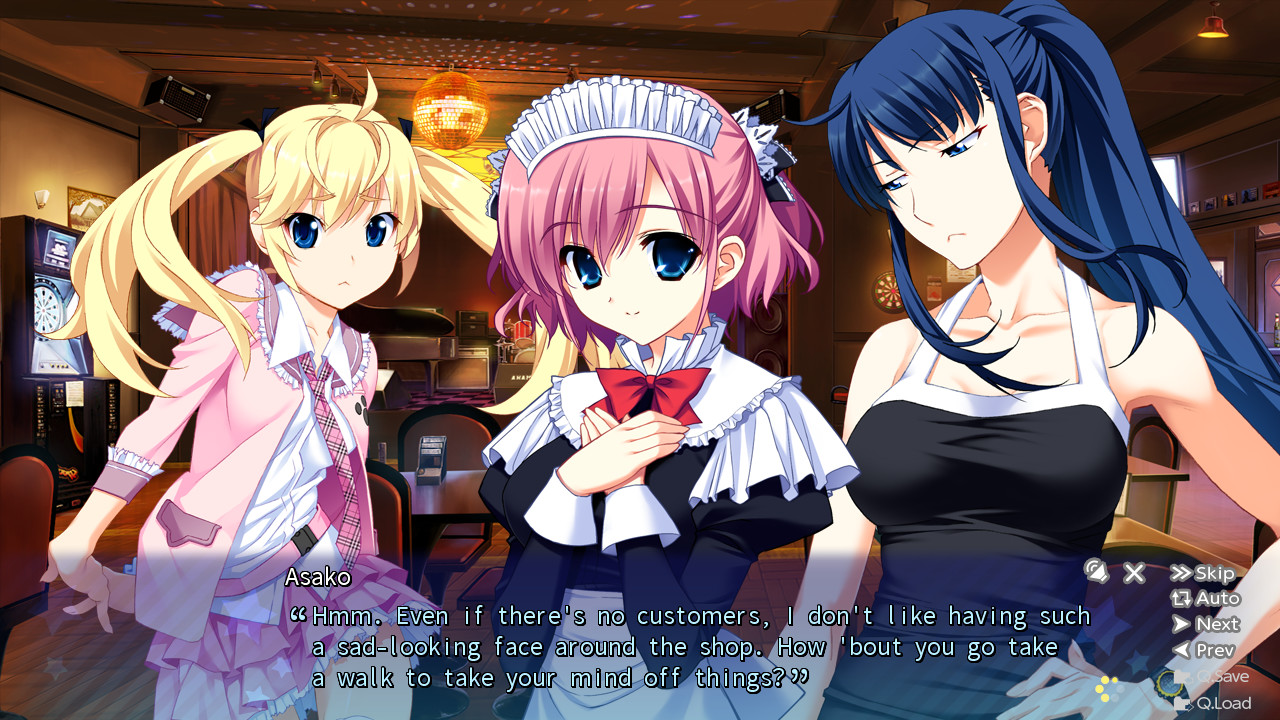 Asako
“Hmm. Even if there's no customers, I don't like having such
a sad-looking face around the shop. How 'bout you go take
a walk to take your mind off things?”
Skip
Auto
Next
Prev
Q.Save
Q.Load